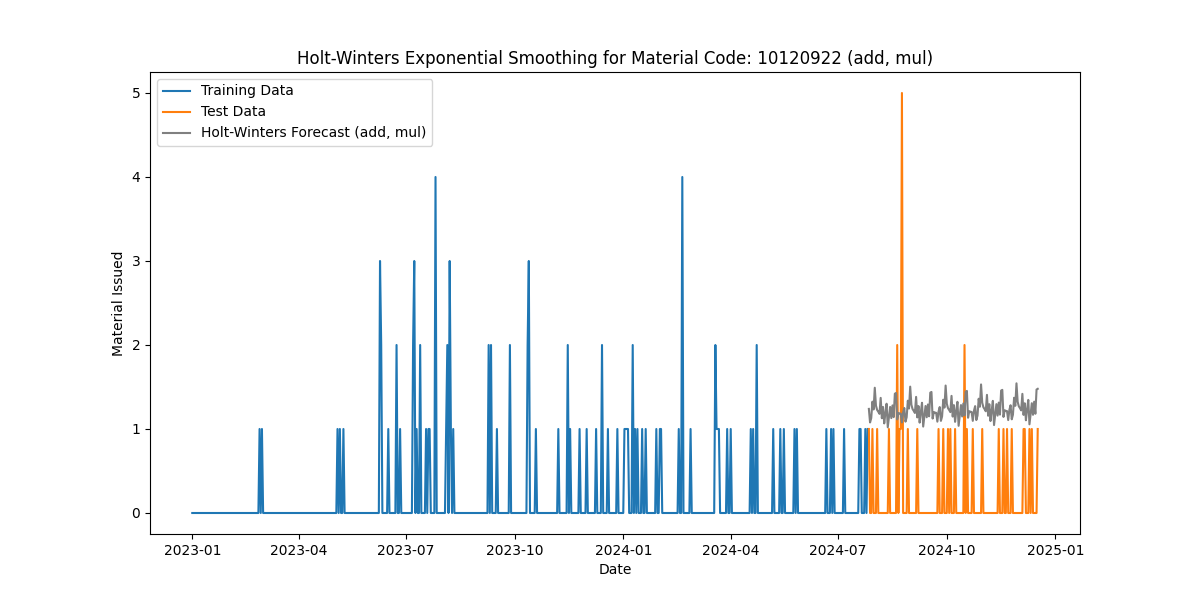 Holt-Winters Exponential Smoothing for Material Code: 10120922 (add, mul)
Training Data
Test Data
Holt-Winters Forecast (add, mul)
5
4
3
2
1
0
Material Issued
2023-01 2023-04 2023-07 2023-10 2024-01 2024-04 2024-07 2024-10 2025-01
Date